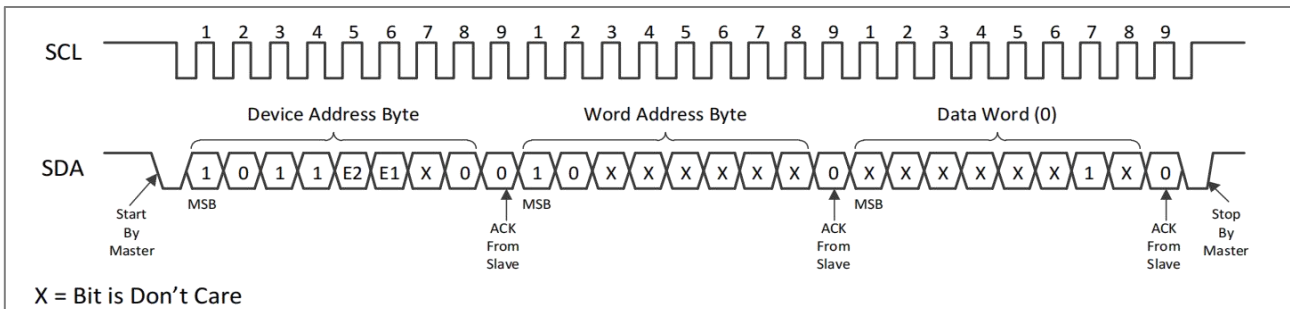 1 2 3 4 5 6 7 8 9 1 2 3 4 5 6 7 8 9 1 2 3 4 5 6 7 8 9
SCL
Device Address Byte Word Address Byte Data Word (0)
SDA 1 0 1 1 E2 E1 X 0 0 1 0 X X X X X X 0 X X X X X X 1 X 0
MSB MSB MSB
Start
By
Master
ACK
From
Slave
ACK
From
Slave
ACK
From
Slave
Stop
By
Master
X = Bit is Don't Care